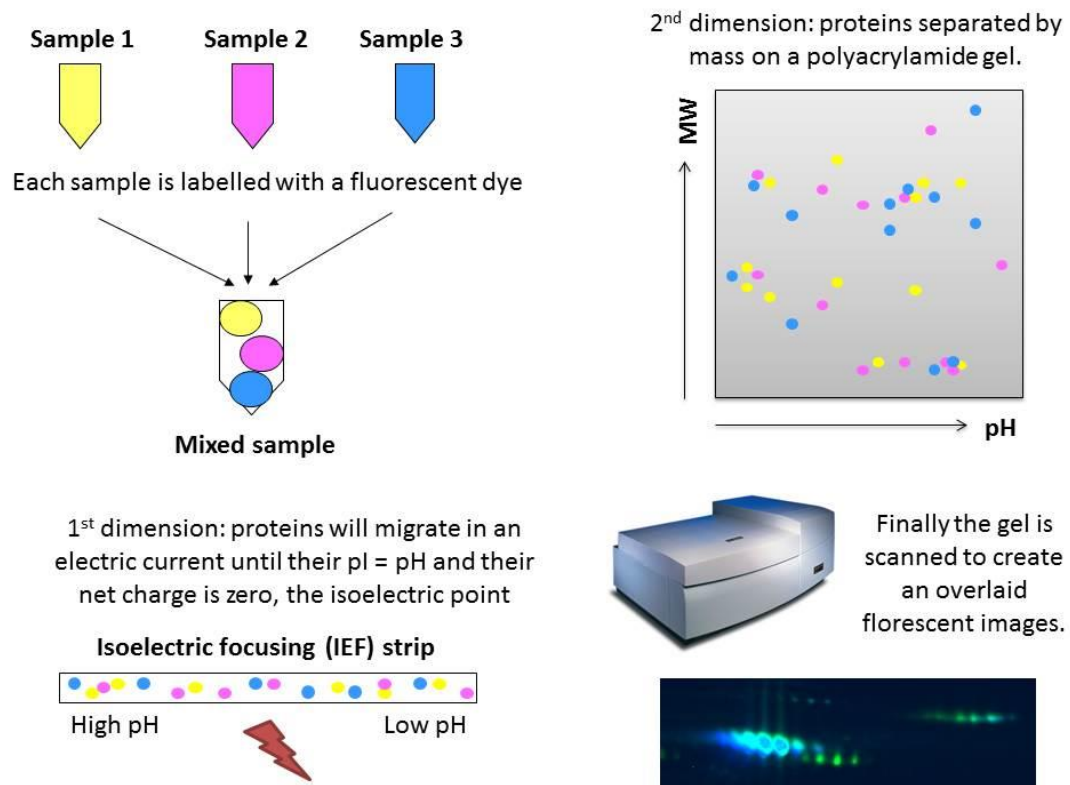 Sample 1
Sample 2
Sample 3
Each sample is labelled with a fluorescent dye
Mixed sample
1st dimension: proteins will migrate in an
electric current until their pI = pH and their
net charge is zero, the isoelectric point
Isoelectric focusing (IEF) strip
High pH
Low pH
2nd dimension: proteins separated by
mass on a polyacrylamide gel.
MW
pH
Finally the gel is
scanned to create
an overlaid
florescent images.